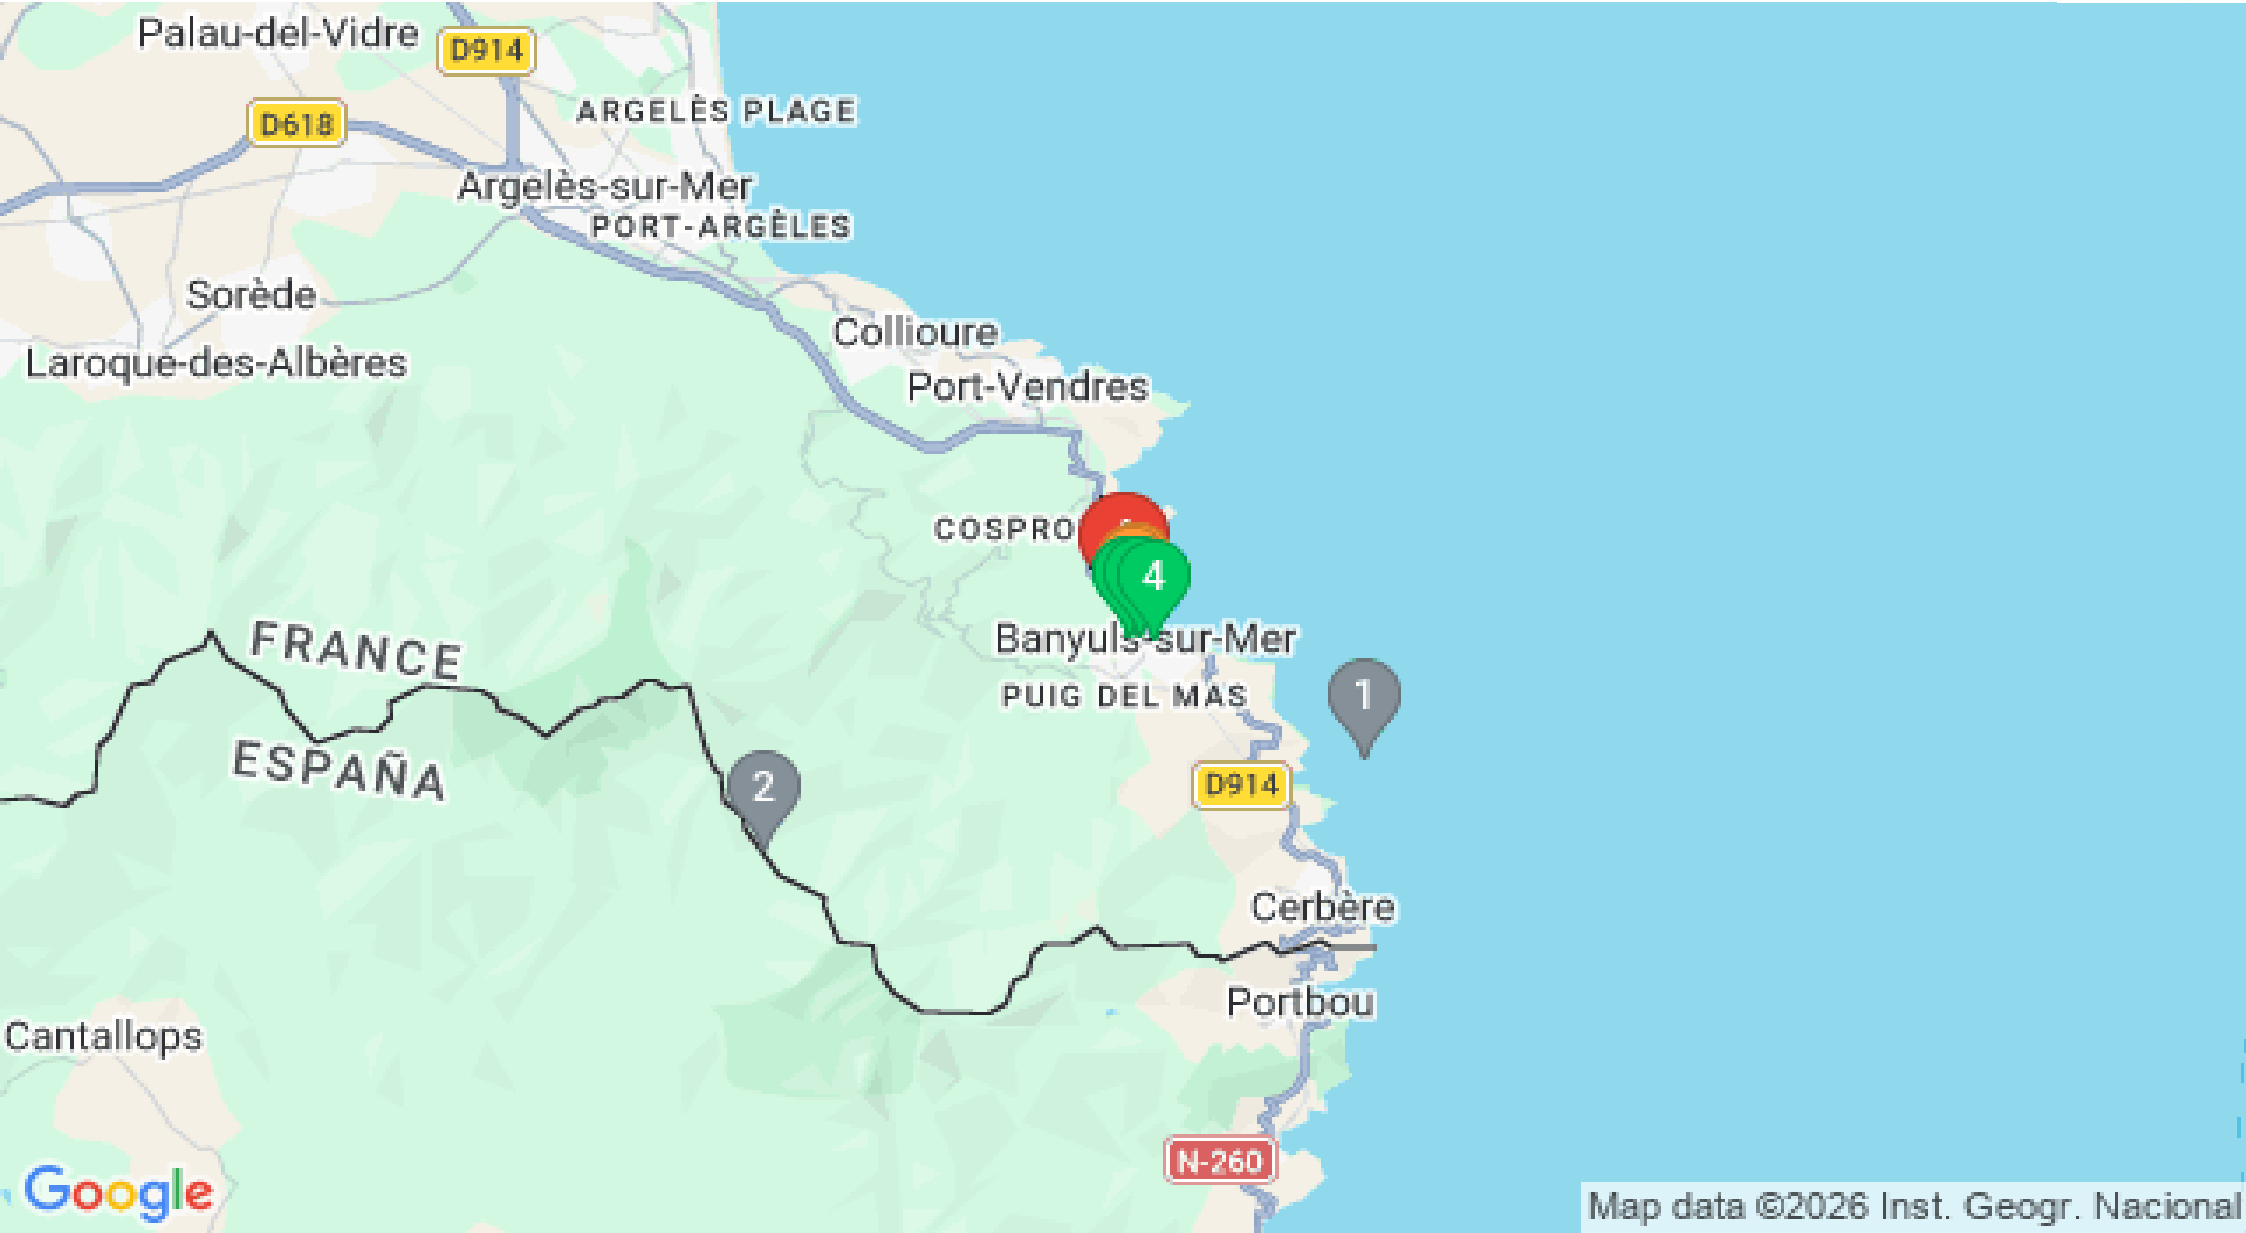 Palau-del-Vidre
D914
ARGELÈS PLAGE
D618
Argelès-sur-Mer
PORT-ARGÈLES
Sorède
Collioure
Laroque-des-Albères
Port-Vendres
COSPRO
4
FRANCE
Banyuls-sur-Mer
PUIG DEL MAS
1
ESPAÑA
2
D914
Cerbère
Portbou
Cantallops
N-260
Google
Map data ©2026 Inst. Geogr. Nacional